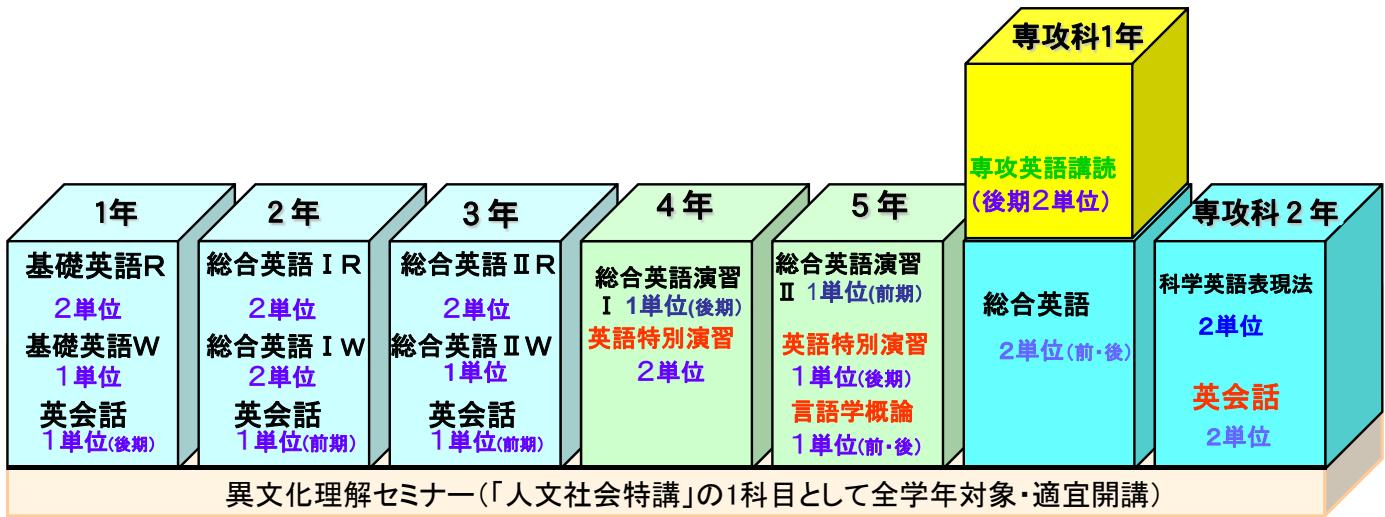 1年
基礎英語R
2単位
基礎英語W
1単位
英会話
1単位(後期)
2年
総合英語ⅠR
2単位
総合英語ⅠW
2単位
英会話
1単位(前期)
3年
総合英語ⅡR
2単位
総合英語ⅡW
1単位
英会話
1単位(前期)
4年
総合英語演習
Ⅰ 1単位(後期)
英語特別演習
2単位
5年
総合英語演習
Ⅱ 1単位(前期)
英語特別演習
1単位(後期)
言語学概論
1単位(前・後)
専攻科1年
専攻英語講読
(後期2単位)
総合英語
2単位(前・後)
専攻科2年
科学英語表現法
2単位
英会話
2単位
異文化理解セミナー(「人文社会特講」の1科目として全学年対象・適宜開講)